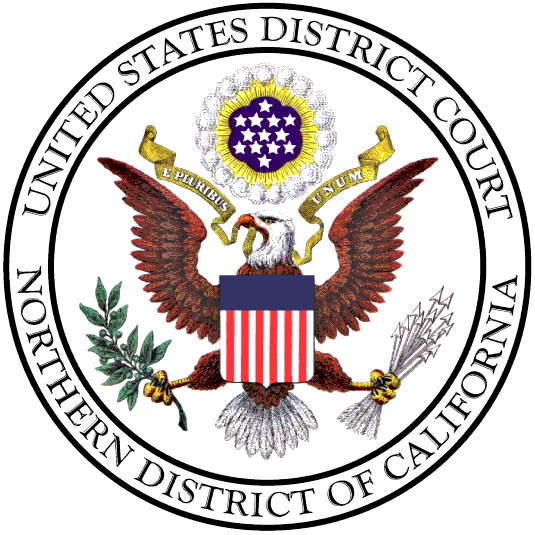 UNITED STATES DISTRICT COURT
E PLURIBUS UNUM
NORTHERN DISTRICT OF CALIFORNIA